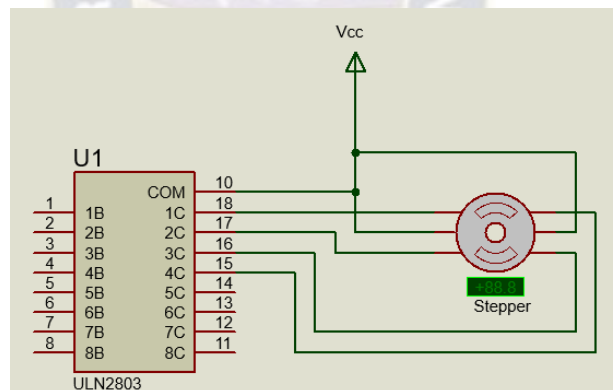 Vcc
U1
COM 10
1 1B 1C 18
2 2B 2C 17
3 3B 3C 16
4 4B 4C 15
5 5B 5C 14
6 6B 6C 13
7 7B 7C 12
8 8B 8C 11
ULN2803
+88.8
Stepper